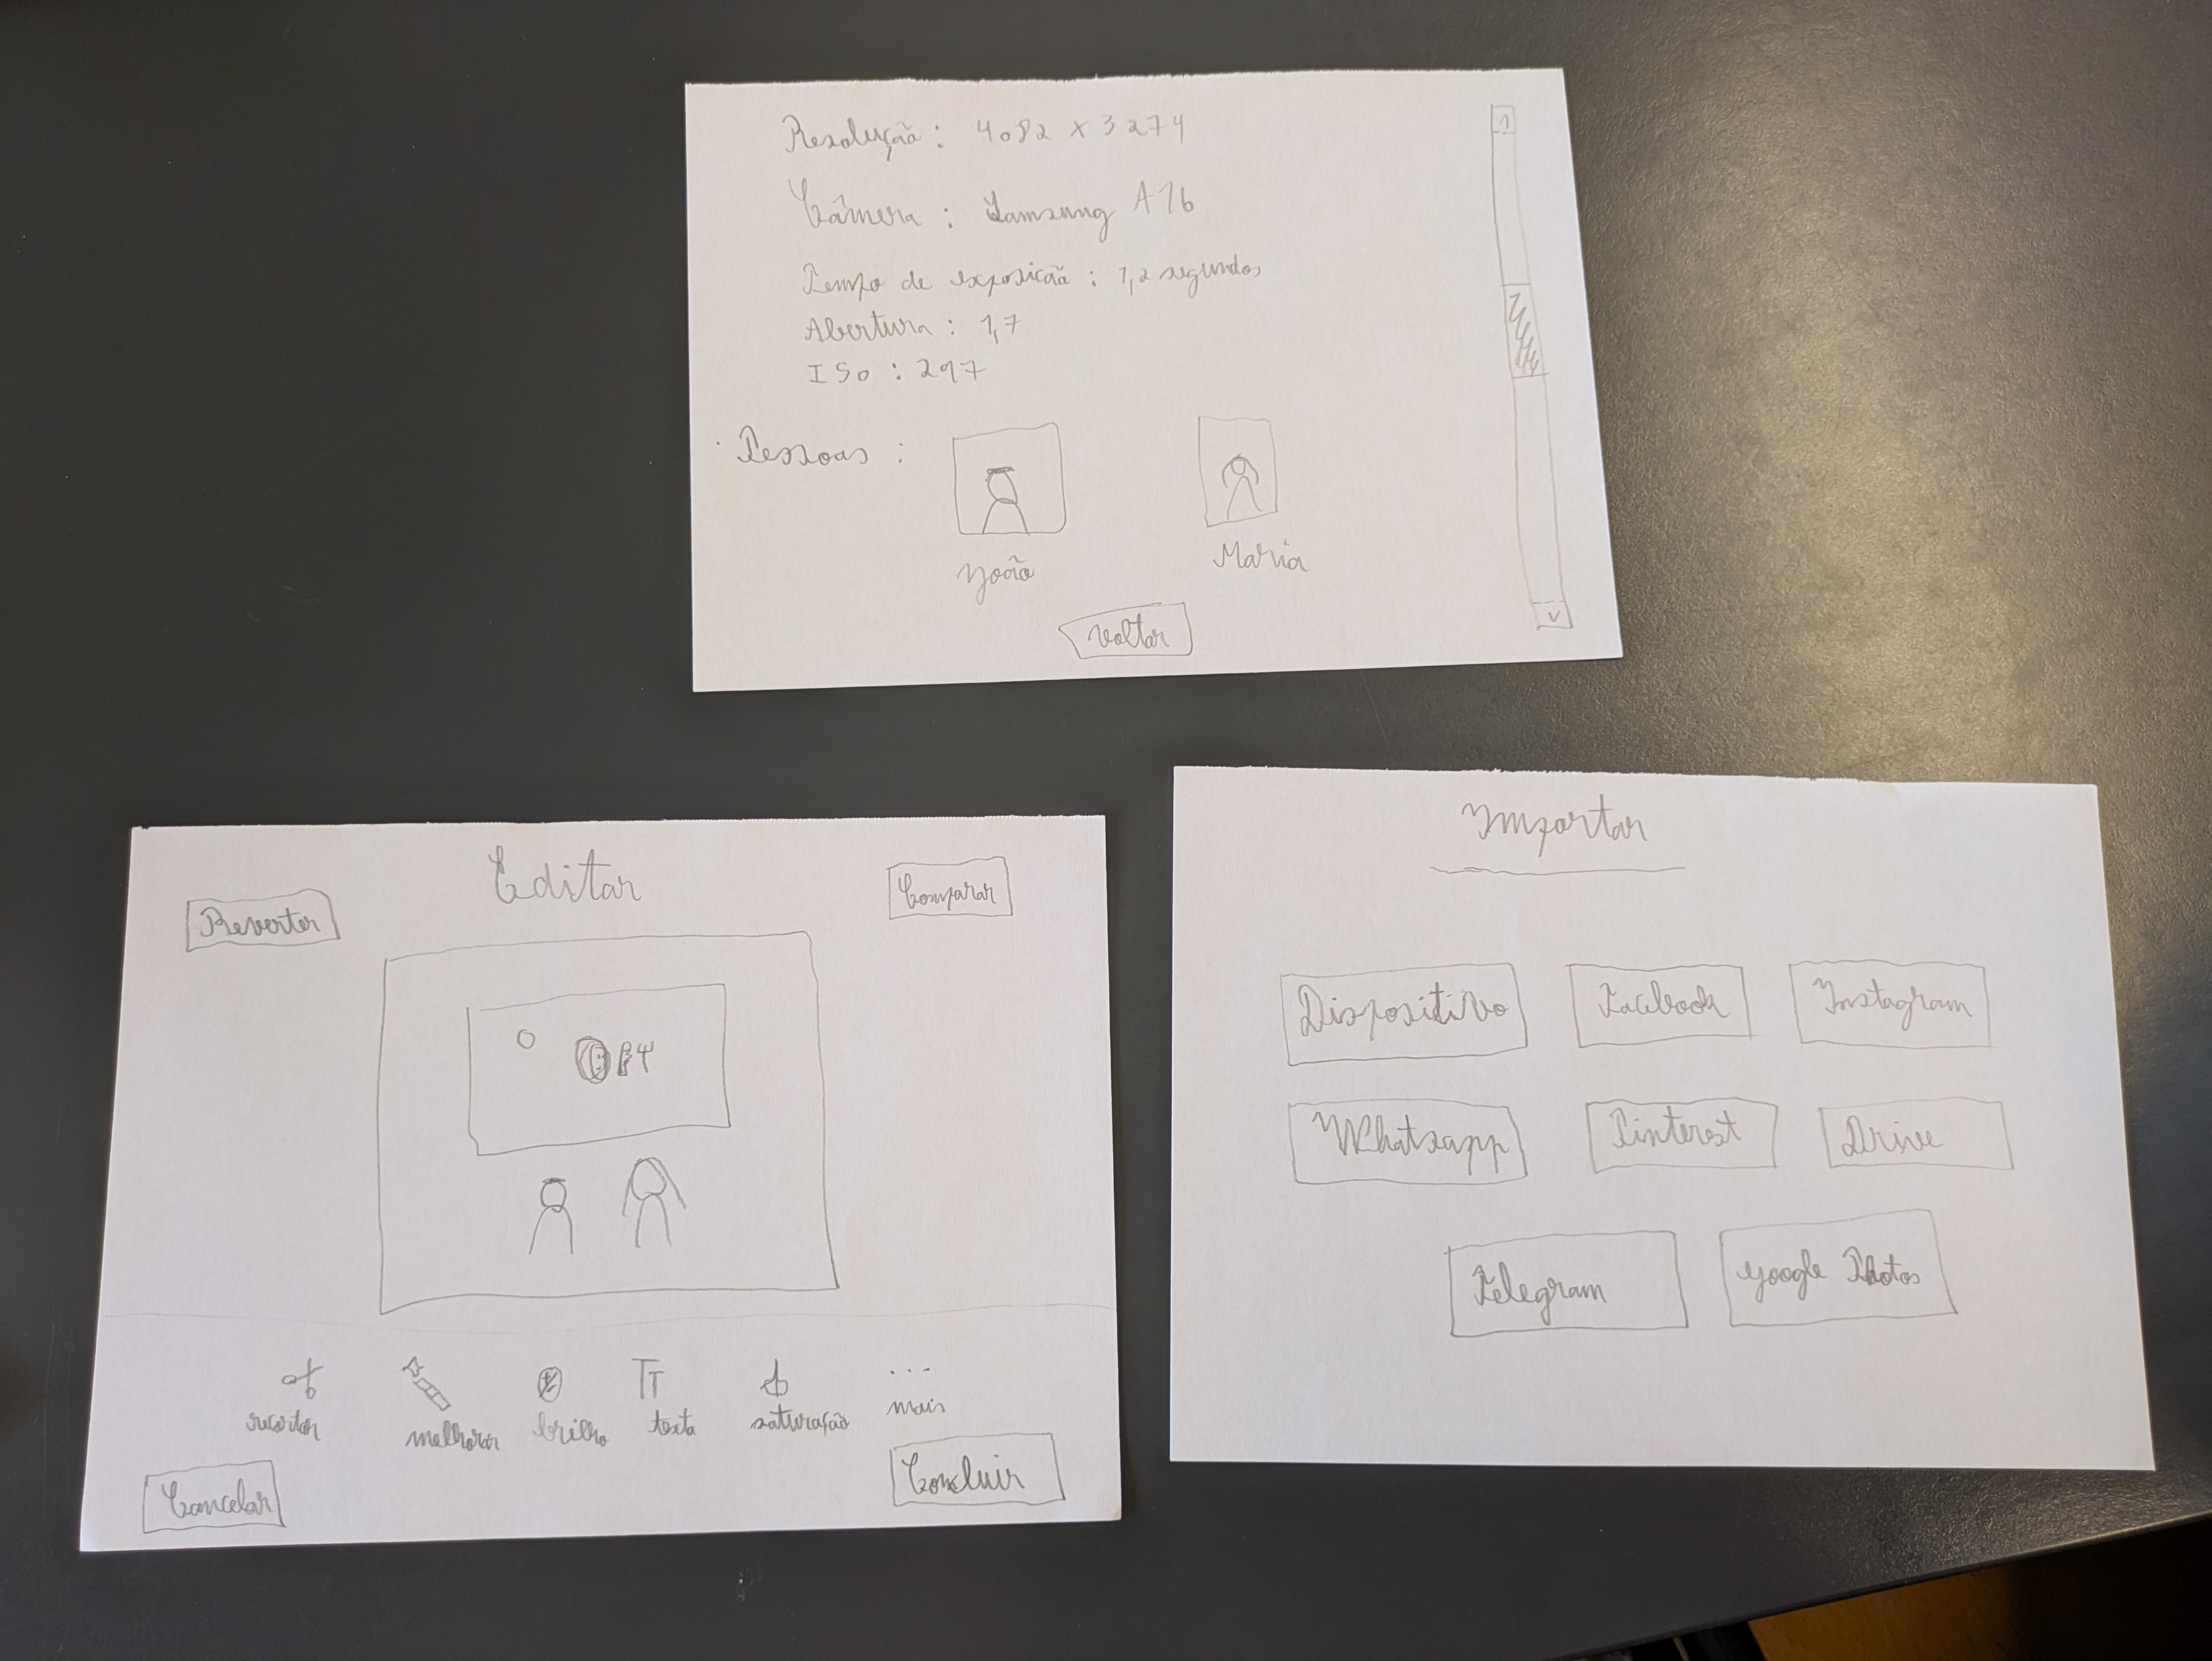 Resolução : 4082 x 3274
Câmera : Samsung A16
Tempo de exposicão : 1,2 segundos
Abertura : 1,7
ISO : 297
Pessoas :
João
Maria
Voltar
Editar
Reverter
Comparar
recortar
melhorar
brilho
texto
saturação
... mais
Cancelar
Concluir
Importar
Dispositivo
Facebook
Instagram
Whatsapp
Pinterest
Drive
Telegram
Google Photos